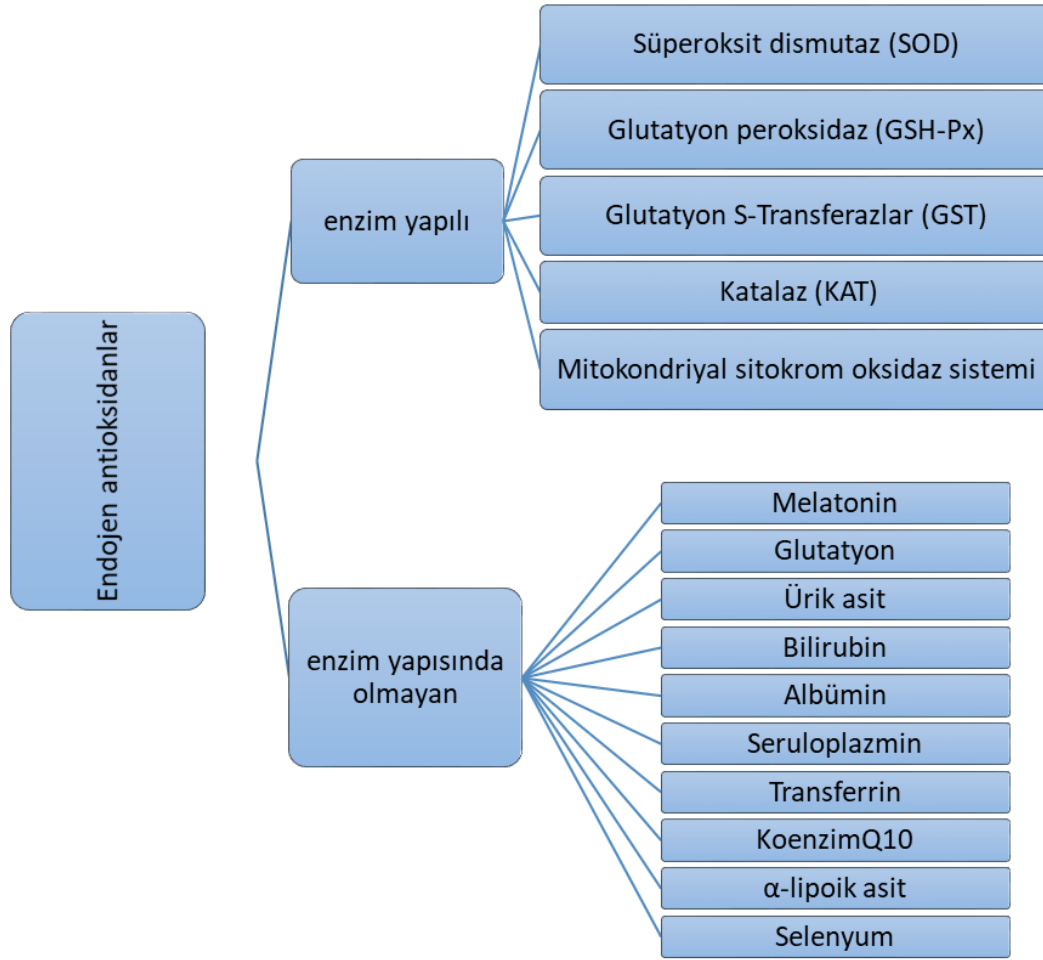 Endojen antioksidanlar
enzim yapılı
Süperoksit dismutaz (SOD)
Glutatyon peroksidaz (GSH-Px)
Glutatyon S-Transferazlar (GST)
Katalaz (KAT)
Mitokondriyal sitokrom oksidaz sistemi
enzim yapısında
olmayan
Melatonin
Glutatyon
Ürik asit
Bilirubin
Albümin
Seruloplazmin
Transferrin
KoenzimQ10
α-lipoik asit
Selenyum